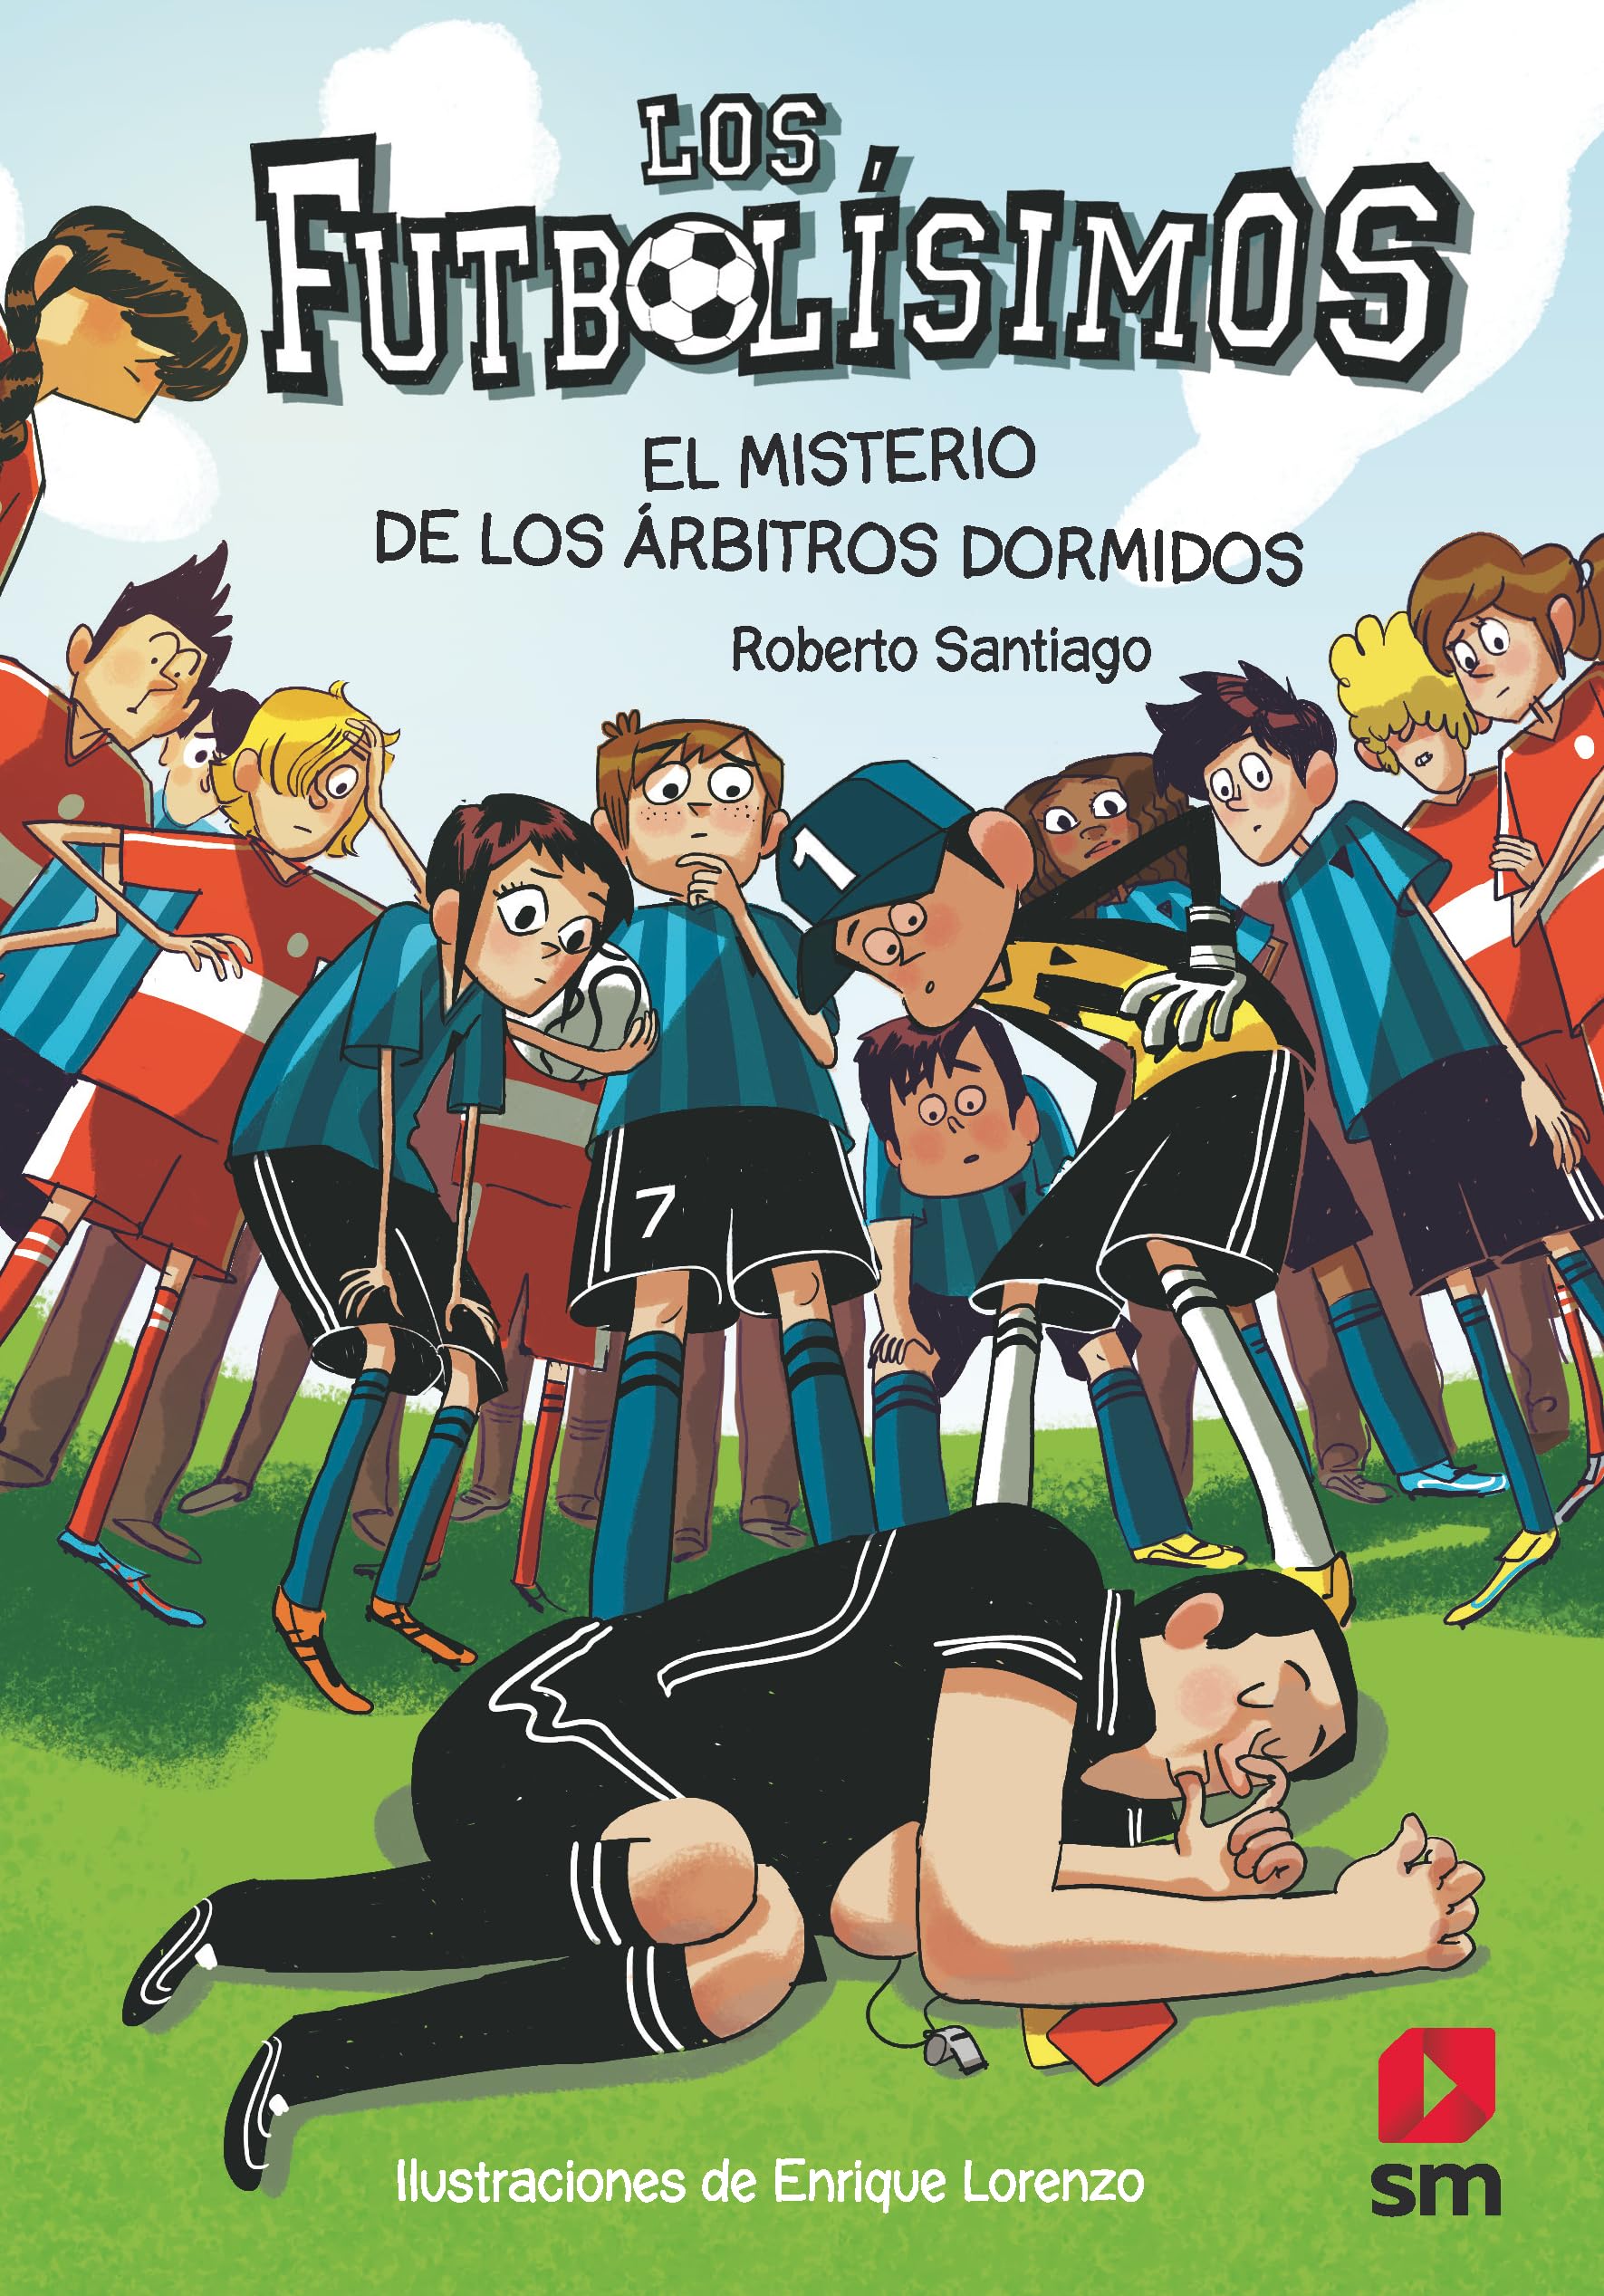 LOS
FUTBOLÍSIMOS
EL MISTERIO
DE LOS ÁRBITROS DORMIDOS
Roberto Santiago
1
7
Ilustraciones de Enrique Lorenzo
sm